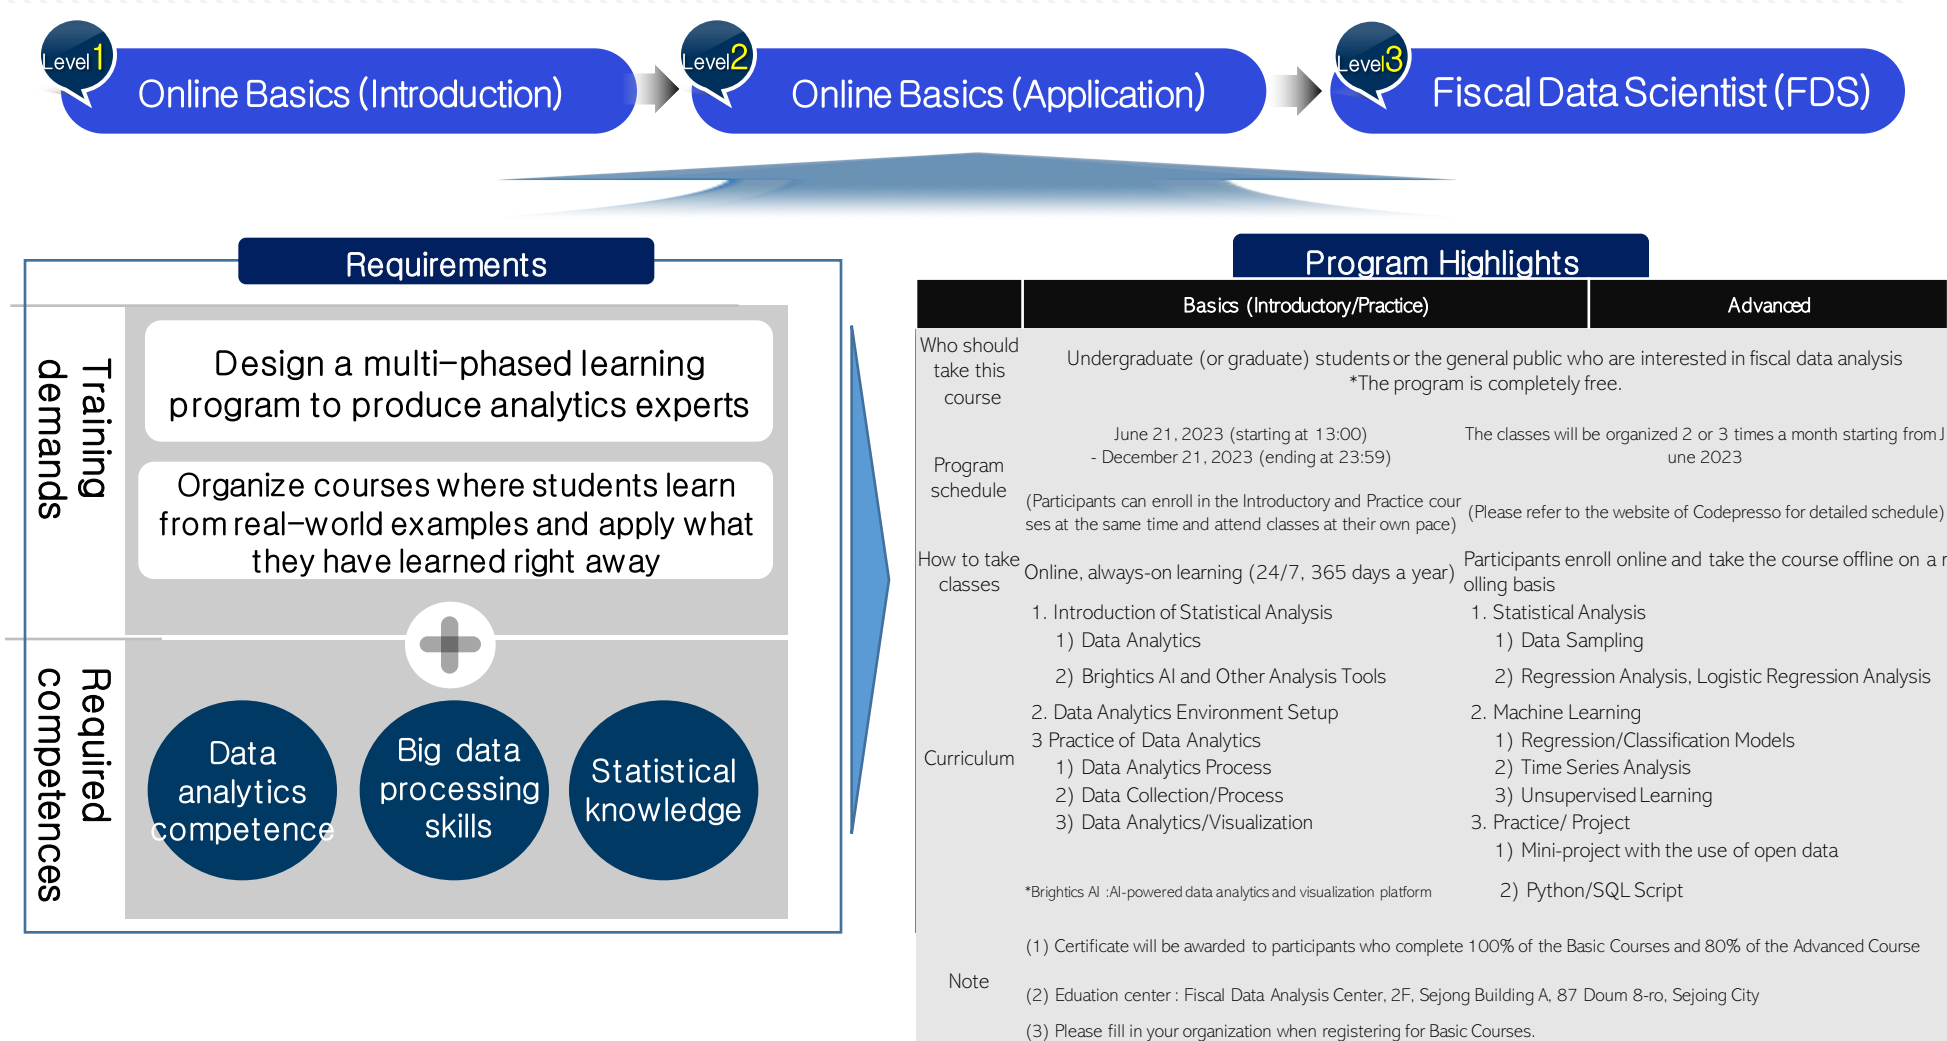 Level 1
Online Basics (Introduction)
Level2
Online Basics (Application)
Level3
Fiscal Data Scientist (FDS)
Requirements
Training
demands
Design a multi-phased learning
program to produce analytics experts
Organize courses where students learn
from real-world examples and apply what
they have learned right away
Required
competences
Data
analytics
competence
Big data
processing
skills
Statistical
knowledge
Program Highlights
Basics (Introductory/Practice)
Advanced
Who should
take this
course
Undergraduate (or graduate) students or the general public who are interested in fiscal data analysis
*The program is completely free.
Program
schedule
June 21, 2023 (starting at 13:00)
- December 21, 2023 (ending at 23:59)
(Participants can enroll in the Introductory and Practice cour
ses at the same time and attend classes at their own pace)
The classes will be organized 2 or 3 times a month starting from J
une 2023
(Please refer to the website of Codepresso for detailed schedule)
How to take
classes
Online, always-on learning (24/7, 365 days a year)
Participants enroll online and take the course offline on a r
olling basis
Curriculum
1. Introduction of Statistical Analysis
1) Data Analytics
2) Brightics AI and Other Analysis Tools
2. Data Analytics Environment Setup
3 Practice of Data Analytics
1) Data Analytics Process
2) Data Collection/Process
3) Data Analytics/Visualization
*Brightics AI :AI-powered data analytics and visualization platform
1. Statistical Analysis
1) Data Sampling
2) Regression Analysis, Logistic Regression Analysis
2. Machine Learning
1) Regression/Classification Models
2) Time Series Analysis
3) Unsupervised Learning
3. Practice/ Project
1) Mini-project with the use of open data
2) Python/SQL Script
Note
(1) Certificate will be awarded to participants who complete 100% of the Basic Courses and 80% of the Advanced Course
(2) Eduation center : Fiscal Data Analysis Center, 2F, Sejong Building A, 87 Doum 8-ro, Sejoing City
(3) Please fill in your organization when registering for Basic Courses.